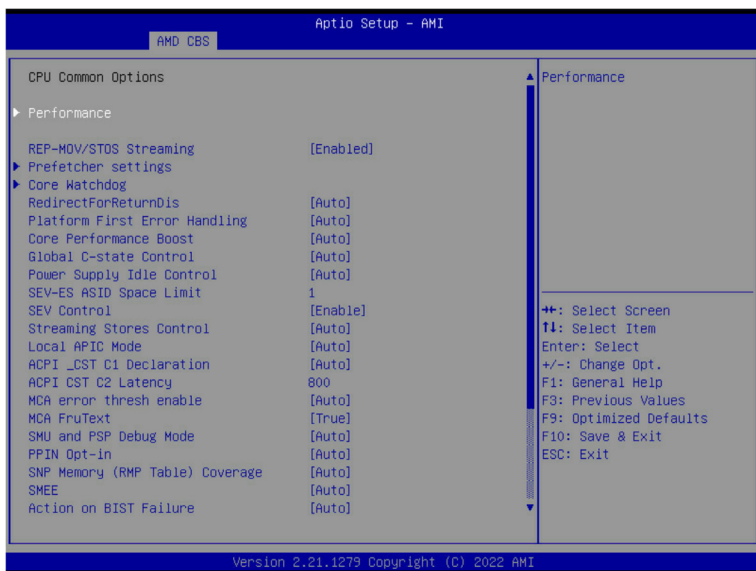 Aptio Setup – AMI
AMD CBS
CPU Common Options
Performance
REP-MOV/STOS Streaming [Enabled]
Prefetcher settings
Core Watchdog
RedirectForReturnDis [Auto]
Platform First Error Handling [Auto]
Core Performance Boost [Auto]
Global C-state Control [Auto]
Power Supply Idle Control [Auto]
SEV-ES ASID Space Limit 1
SEV Control [Enable]
Streaming Stores Control [Auto]
Local APIC Mode [Auto]
ACPI _CST C1 Declaration [Auto]
ACPI CST C2 Latency 800
MCA error thresh enable [Auto]
MCA FruText [True]
SMU and PSP Debug Mode [Auto]
PPIN Opt-in [Auto]
SNP Memory (RMP Table) Coverage [Auto]
SMEE [Auto]
Action on BIST Failure [Auto]
Performance
→←: Select Screen
↑↓: Select Item
Enter: Select
+/-: Change Opt.
F1: General Help
F3: Previous Values
F9: Optimized Defaults
F10: Save & Exit
ESC: Exit
Version 2.21.1279 Copyright (C) 2022 AMI